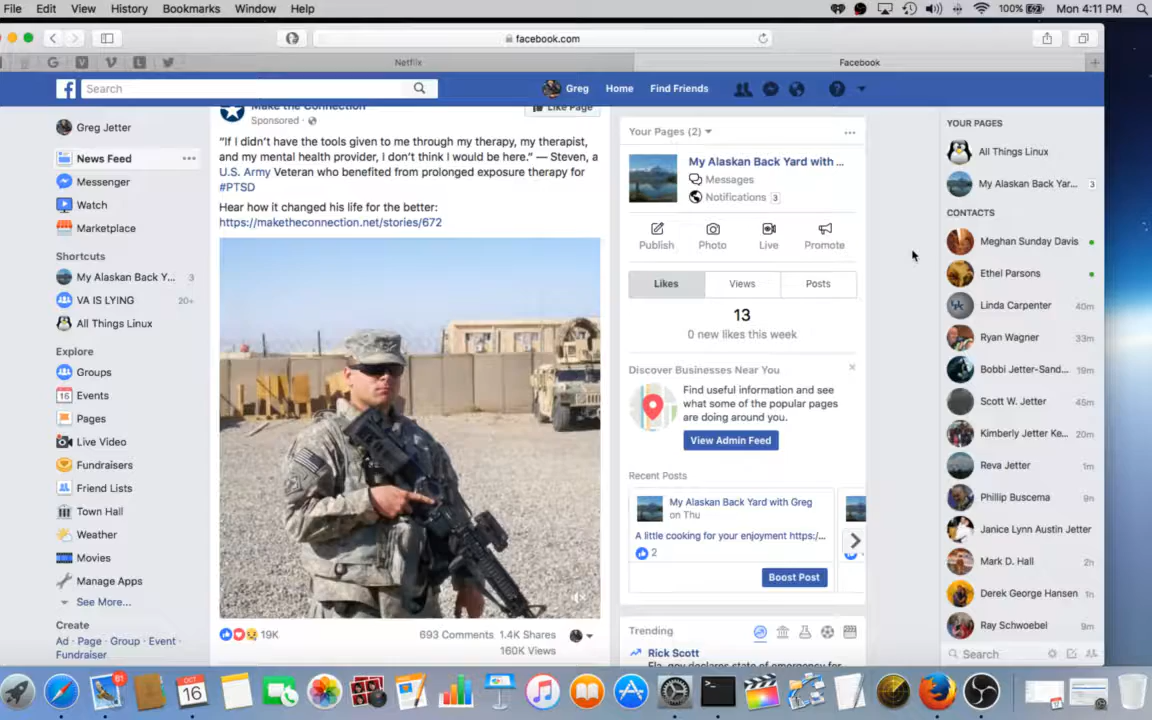 File Edit View History Window Help
100% Mon 4:11 PM
facebook.com
G V V L
Netflix
Facebook
Search
Greg Home Find Friends
Greg Jetter
News Feed
Messenger
Watch
Marketplace
Shortcuts
My Alaskan Back Y... 3
VA IS LYING 20+
All Things Linux
Explore
Groups
16 Events
Pages
Live Video
Fundraisers
Friend Lists
Town Hall
Weather
Movies
Manage Apps
See More...
Create
Ad · Page · Group · Event ·
Fundraiser
Make the Connection
Sponsored ·
Like Page
"If I didn't have the tools given to me through my therapy, my therapist,
and my mental health provider, I don't think I would be here." — Steven, a
U.S. Army Veteran who benefited from prolonged exposure therapy for
#PTSD
Hear how it changed his life for the better:
https://maketheconnection.net/stories/672
19K
693 Comments 1.4K Shares
160K Views
Your Pages (2)
My Alaskan Back Yard with ...
Messages
Notifications 3
Publish Photo Live Promote
Likes Views Posts
13
0 new likes this week
Discover Businesses Near You
Find useful information and see
what some of the popular pages
are doing around you.
View Admin Feed
Recent Posts
My Alaskan Back Yard with Greg
on Thu
A little cooking for your enjoyment https:/...
2
Boost Post
Trending
Rick Scott
Fla. gov declares state of emergency for
YOUR PAGES
All Things Linux
My Alaskan Back Yar... 3
CONTACTS
Meghan Sunday Davis
Ethel Parsons
Linda Carpenter 40m
Ryan Wagner 33m
Bobbi Jetter-Sand... 19m
Scott W. Jetter 45m
Kimberly Jetter Ke... 20m
Reva Jetter 1m
Phillip Buscema 9h
Janice Lynn Austin Jetter
Mark D. Hall 2h
Derek George Hansen 1h
Ray Schwoebel 9m
Search
OCT
16